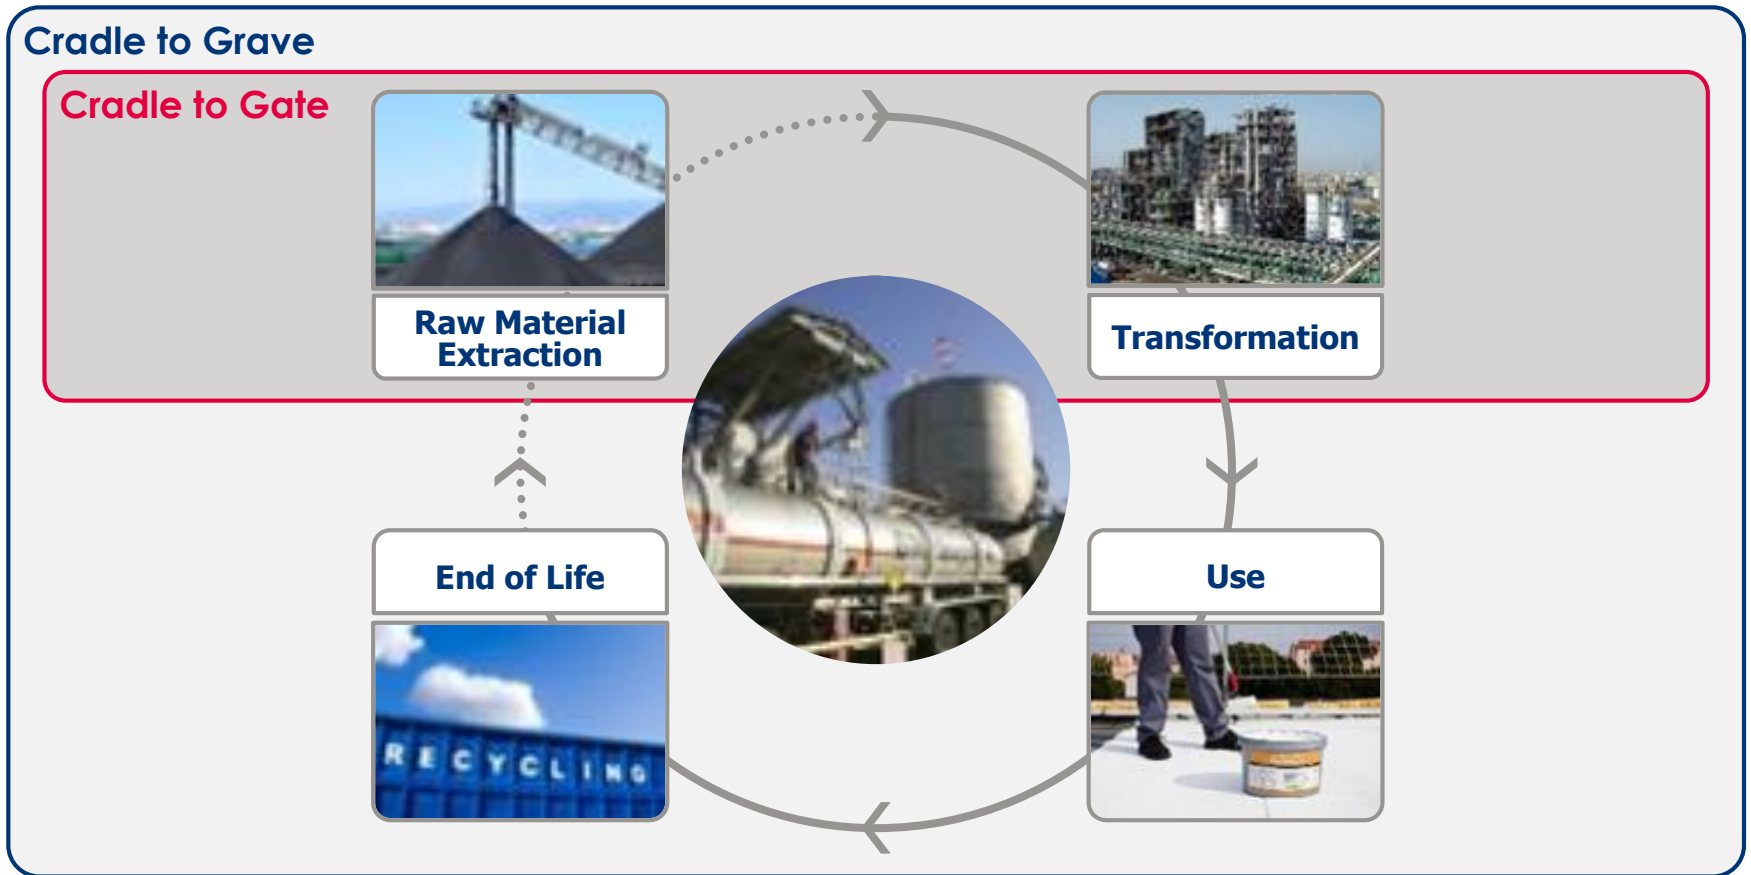 Cradle to Grave
Cradle to Gate
Raw Material
Extraction
Transformation
End of Life
Use
RECYCLING